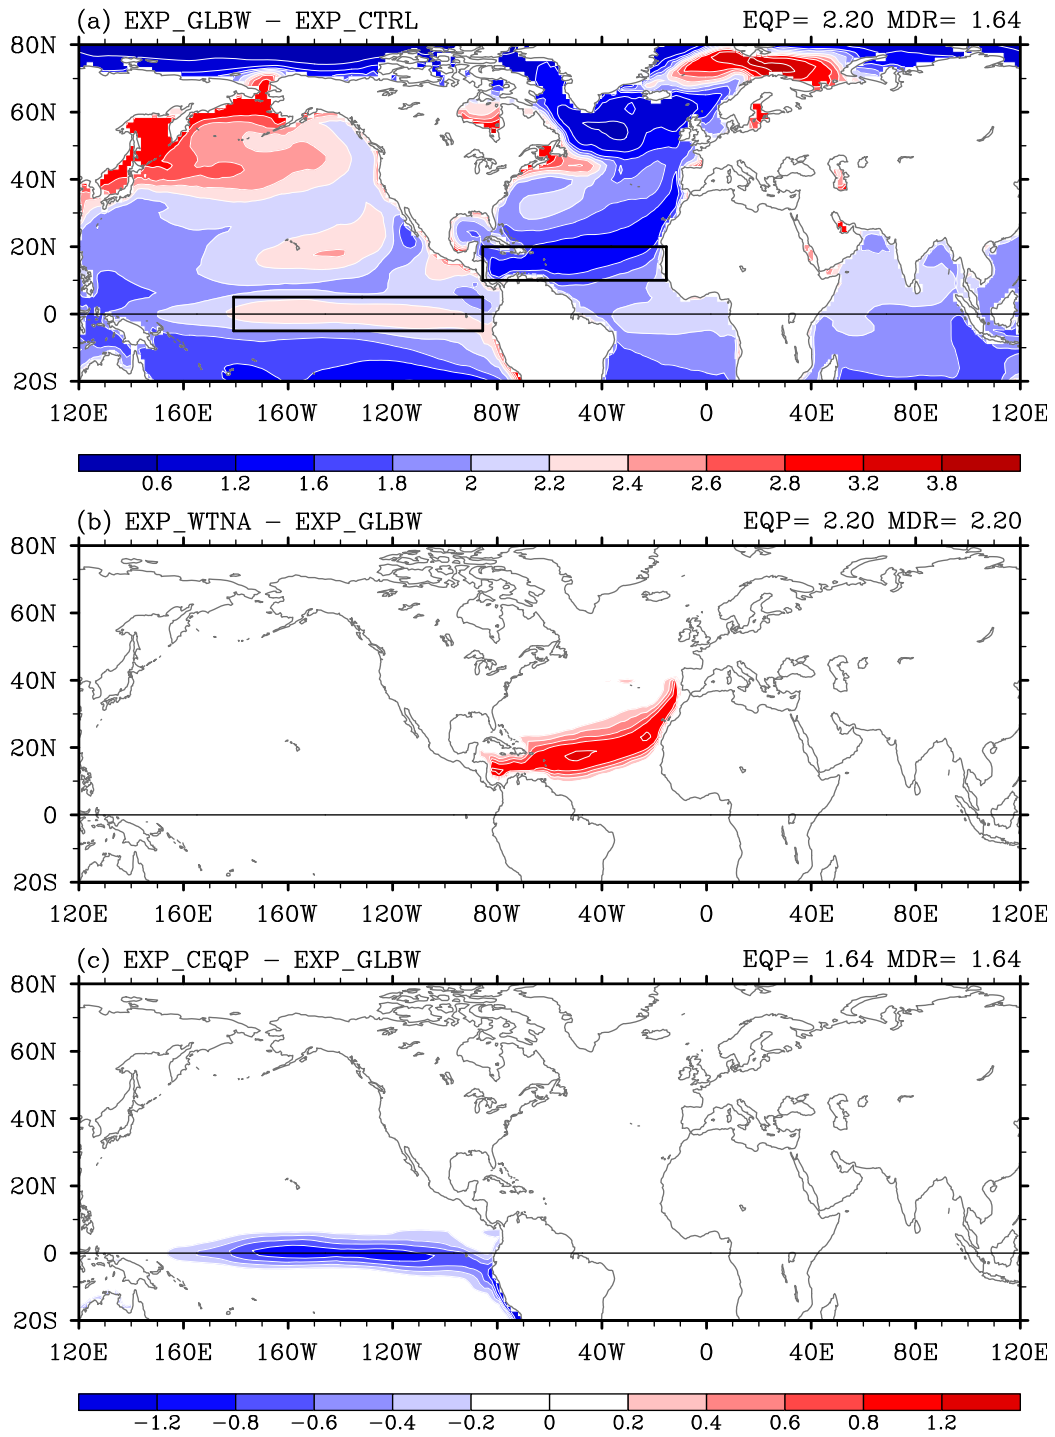 (a) EXP_GLBW − EXP_CTRL EQP= 2.20 MDR= 1.64
80N
60N
40N
20N
0
20S
120E 160E 160W 120W 80W 40W 0 40E 80E 120E
0.6 1.2 1.6 1.8 2 2.2 2.4 2.6 2.8 3.2 3.8
(b) EXP_WTNA − EXP_GLBW EQP= 2.20 MDR= 2.20
80N
60N
40N
20N
0
20S
120E 160E 160W 120W 80W 40W 0 40E 80E 120E
(c) EXP_CEQP − EXP_GLBW EQP= 1.64 MDR= 1.64
80N
60N
40N
20N
0
20S
120E 160E 160W 120W 80W 40W 0 40E 80E 120E
−1.2 −0.8 −0.6 −0.4 −0.2 0 0.2 0.4 0.6 0.8 1.2